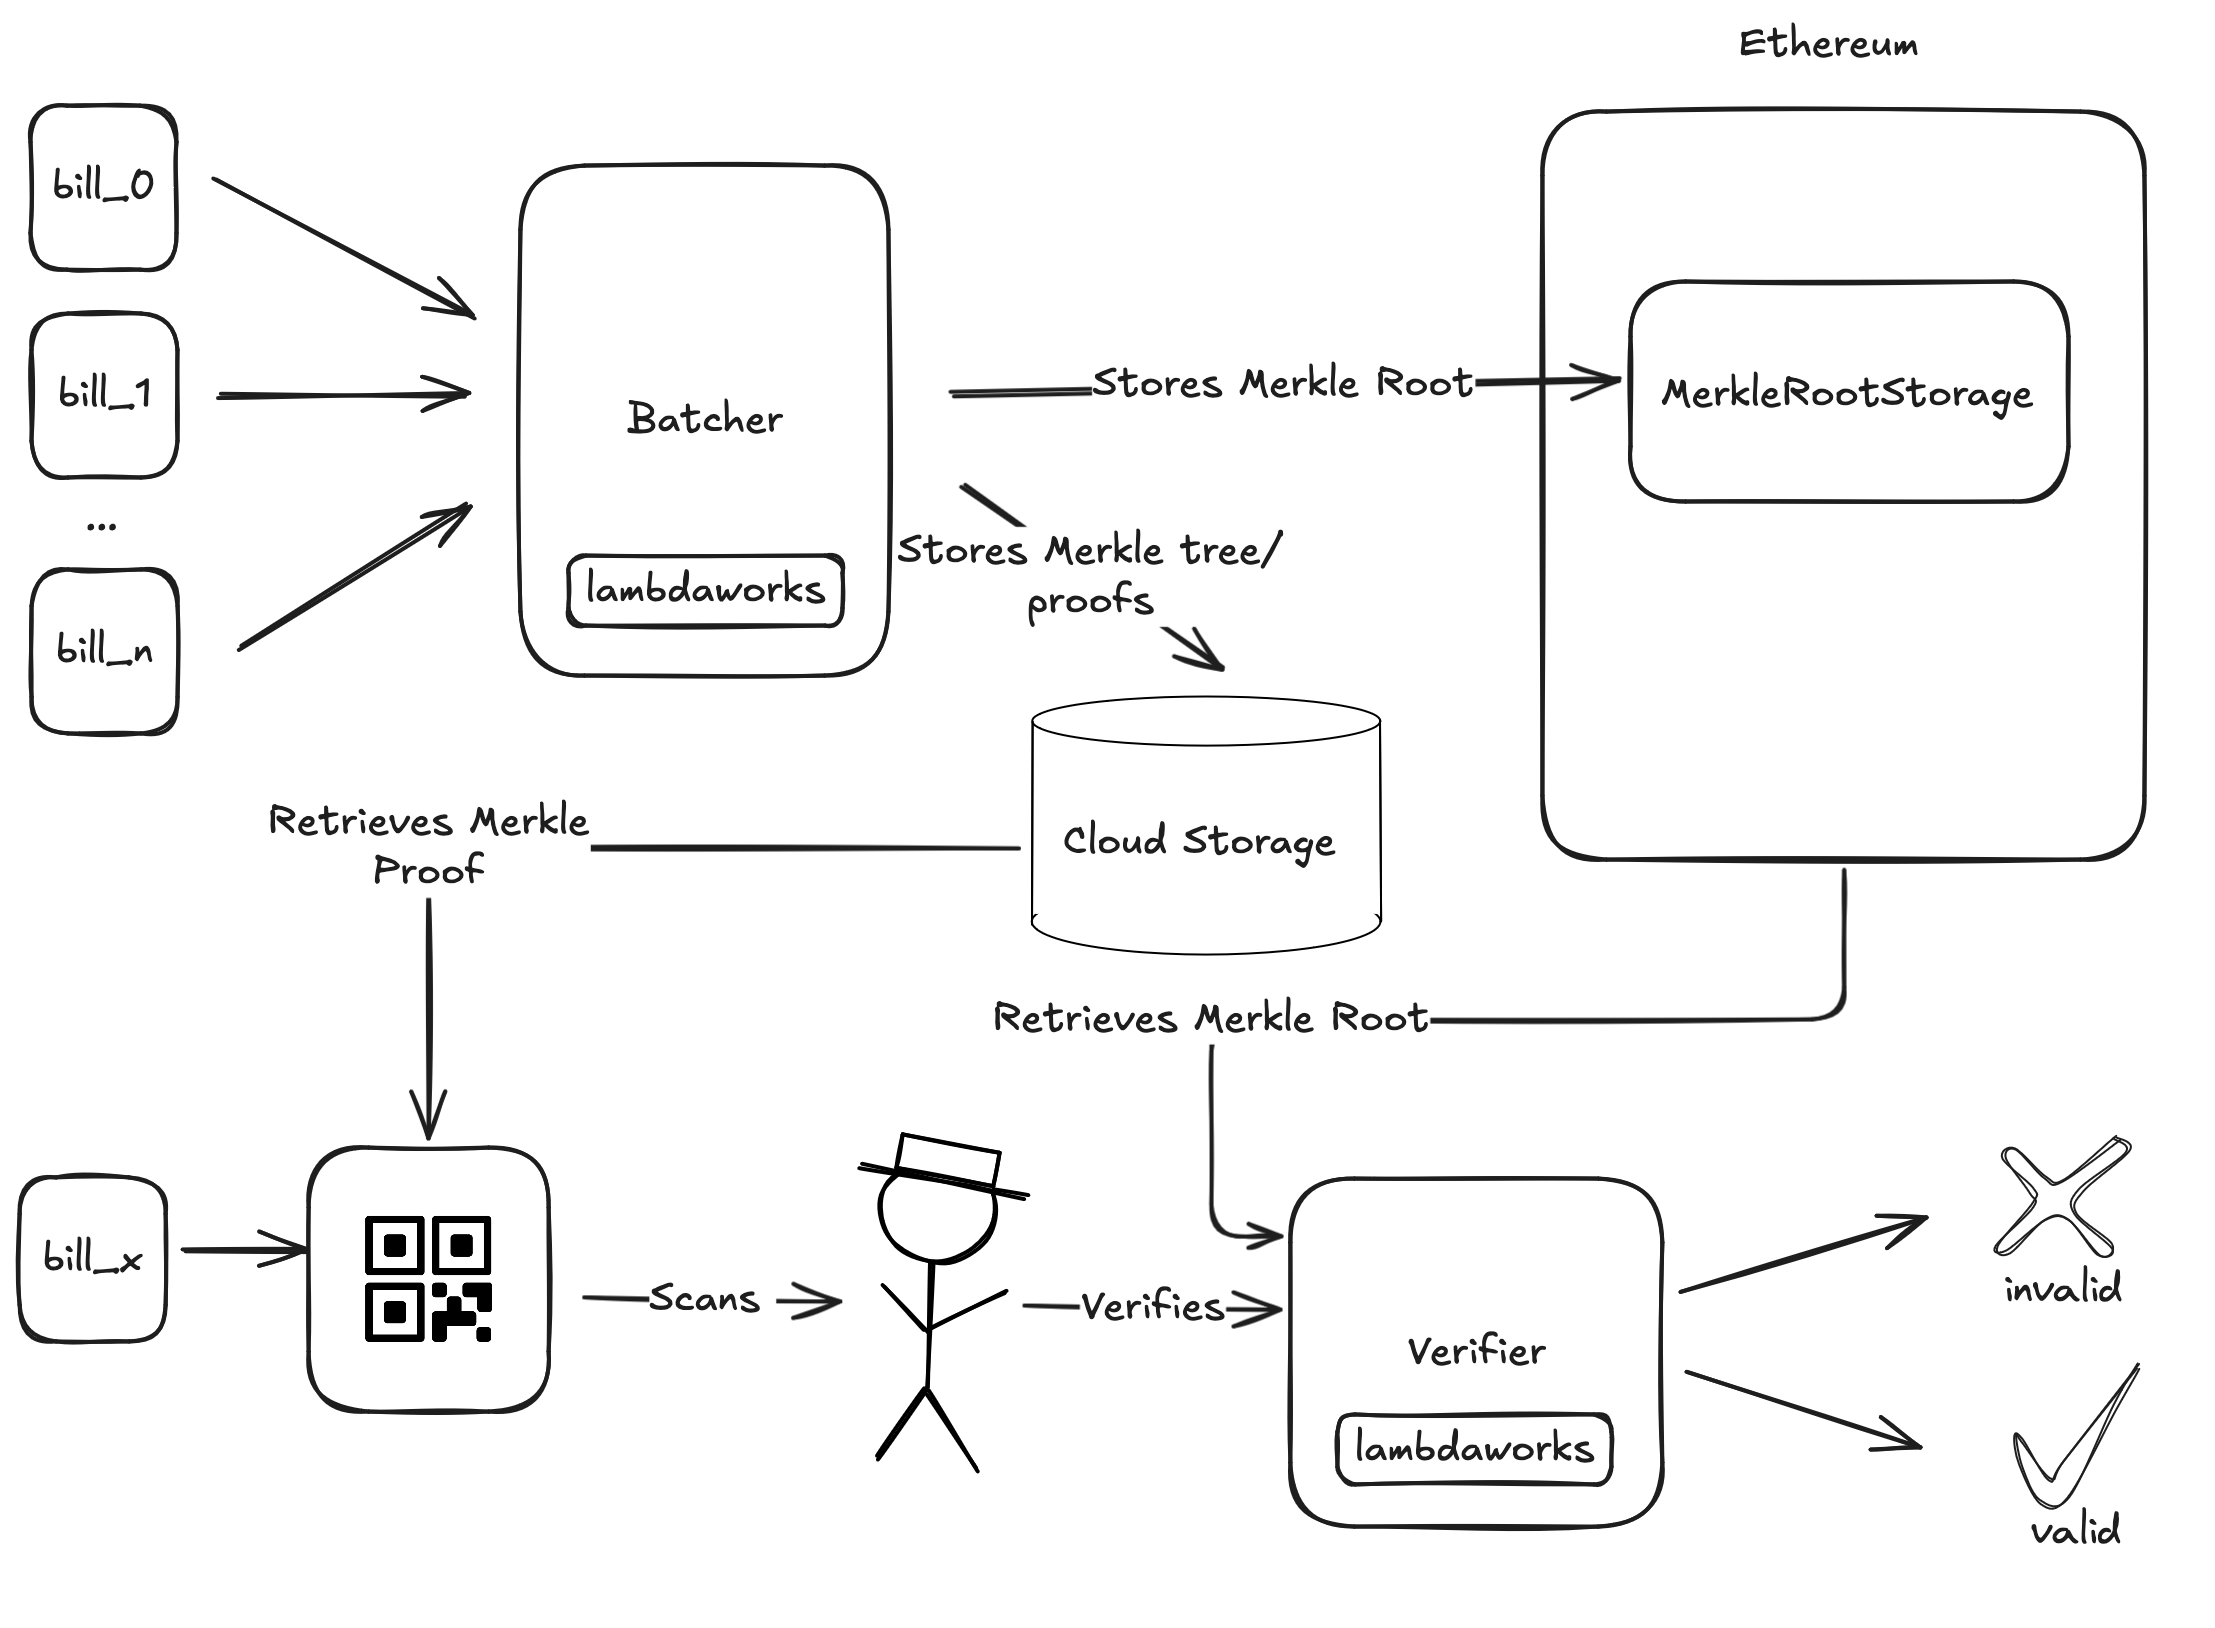 Ethereum
bill_0
bill_1
...
bill_n
Batcher
lambdaworks
Stores Merkle Root
MerkleRootStorage
Stores Merkle tree/
proofs
Cloud Storage
Retrieves Merkle
Proof
Retrieves Merkle Root
bill_x
Scans
Verifies
Verifier
lambdaworks
invalid
valid